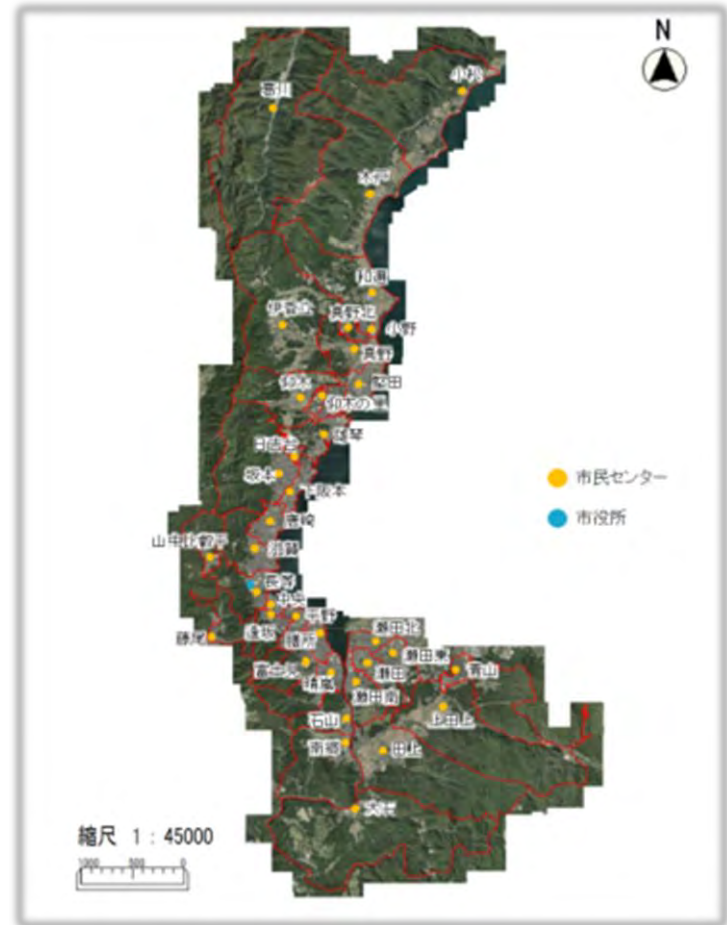 N
小松
葛川
木戸
和邇
伊香立
真野北
小野
真野
堅田
仰木
仰木の里
雄琴
日吉台
坂本
下阪本
唐崎
山中比叡平
滋賀
長等
中央
逢坂
平野
藤尾
膳所
瀬田北
瀬田東
富士見
晴嵐
瀬田
青山
瀬田南
石山
上田上
南郷
田上
大石
市民センター
市役所
縮尺 1：45000
1000 500 0